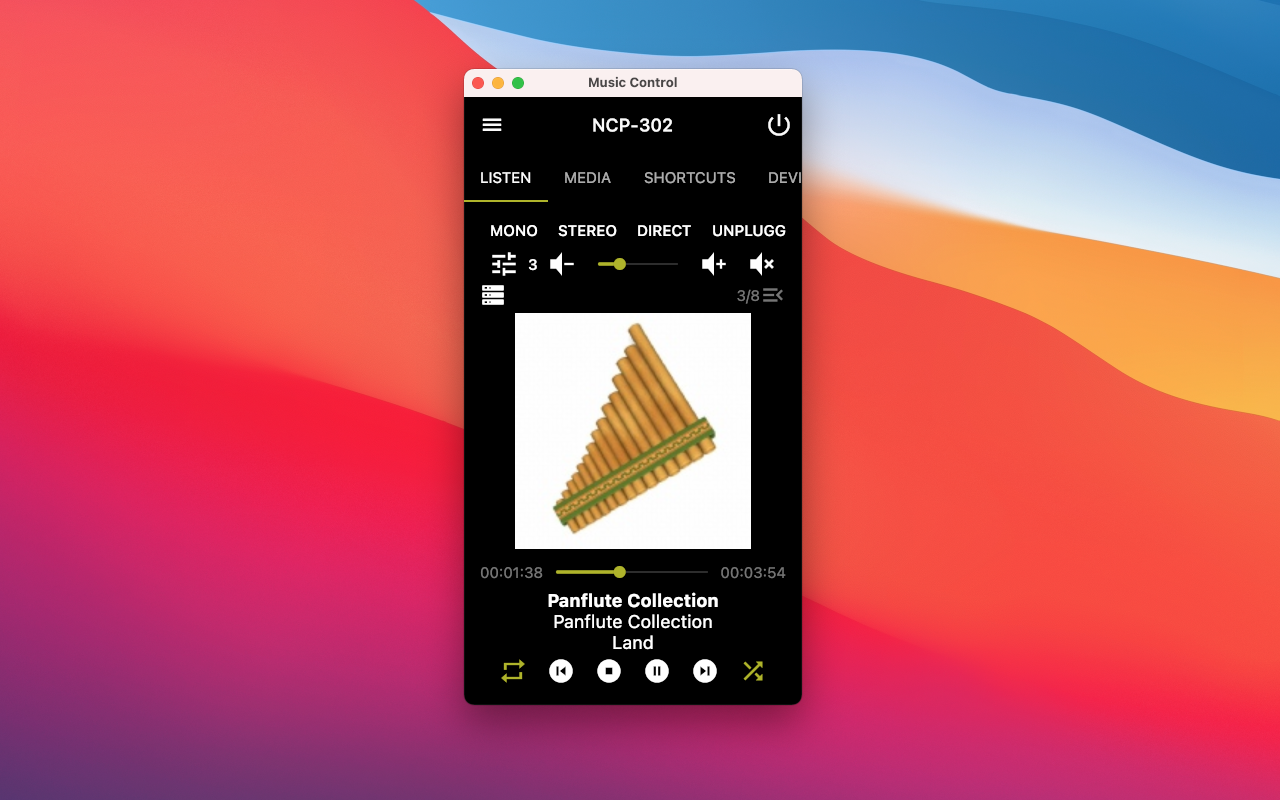 Music Control
NCP-302
LISTEN MEDIA SHORTCUTS DEVI
MONO STEREO DIRECT UNPLUGG
3
3/8
00:01:38 00:03:54
Panflute Collection
Panflute Collection
Land